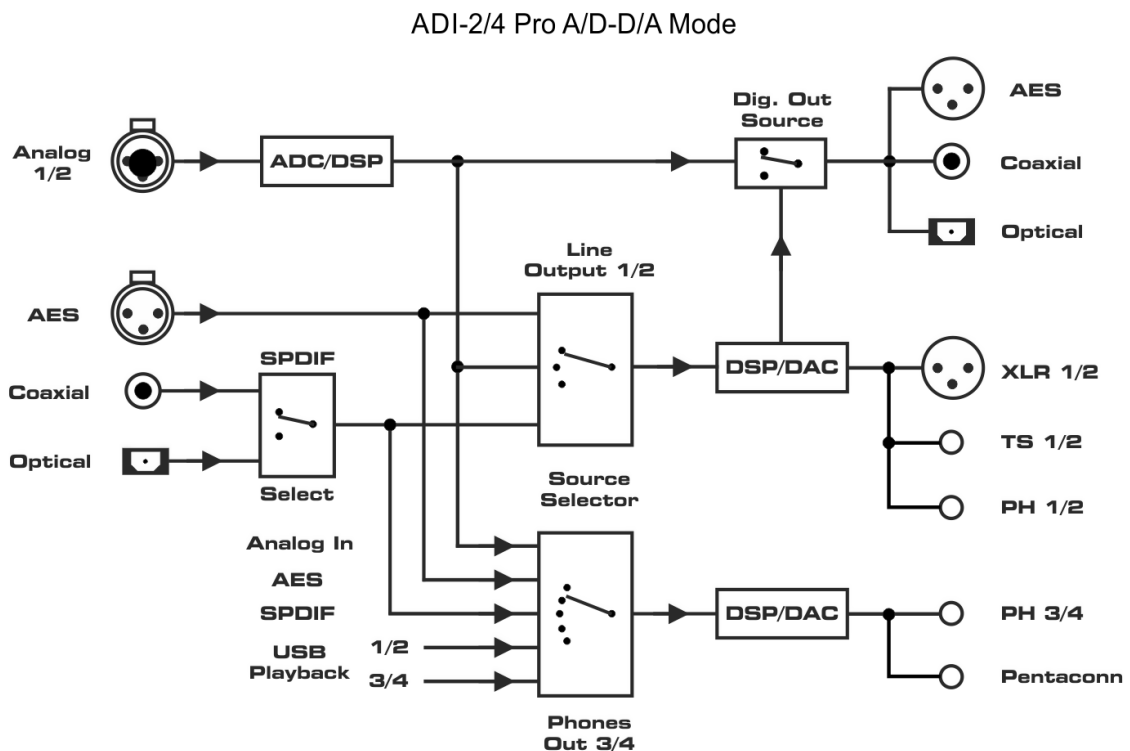 ADI-2/4 Pro A/D-D/A Mode
Analog
1/2
ADC/DSP
Dig. Out
Source
AES
Coaxial
Optical
AES
Line
Output 1/2
SPDIF
Coaxial
Optical
Select
DSP/DAC
XLR 1/2
TS 1/2
PH 1/2
Source
Selector
Analog In
AES
SPDIF
USB
Playback
1/2
3/4
DSP/DAC
PH 3/4
Pentaconn
Phones
Out 3/4